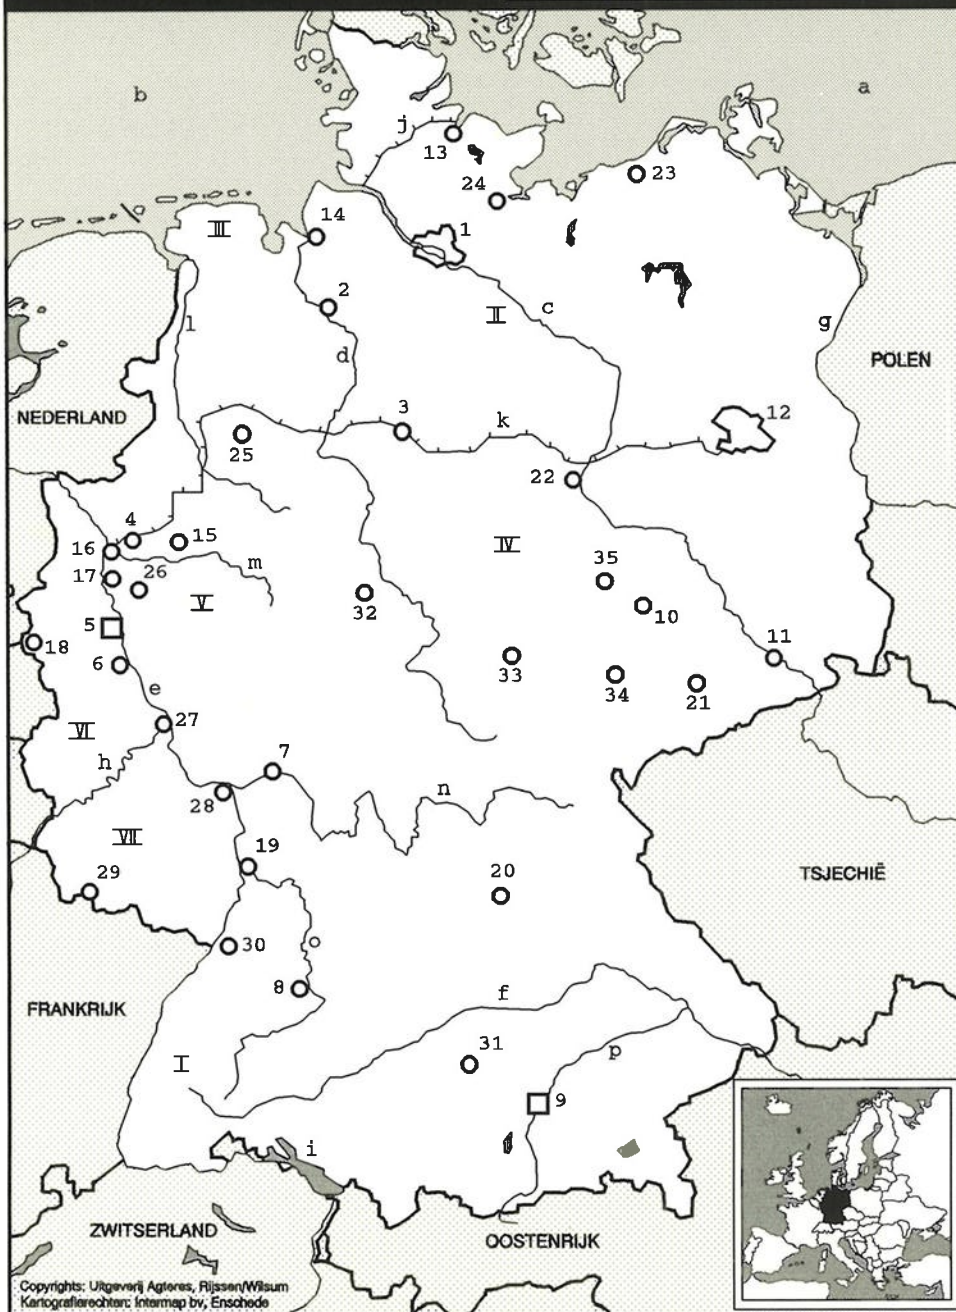 b
a
j
13
23
24
14
1
III
2
II
c
l
g
d
POLEN
NEDERLAND
3
k
12
25
22
4
15
16
IV
m
17
26
35
V
32
10
5
18
11
6
33
e
34
21
VI
27
h
7
28
n
VII
19
29
20
TSJECHIË
30
o
8
f
FRANKRIJK
31
p
I
9
i
ZWITSERLAND
OOSTENRIJK
Copyrights: Uitgeverij Agteres, Rijssen/Wilsum
Kartografierechten: Intermap bv, Enschede